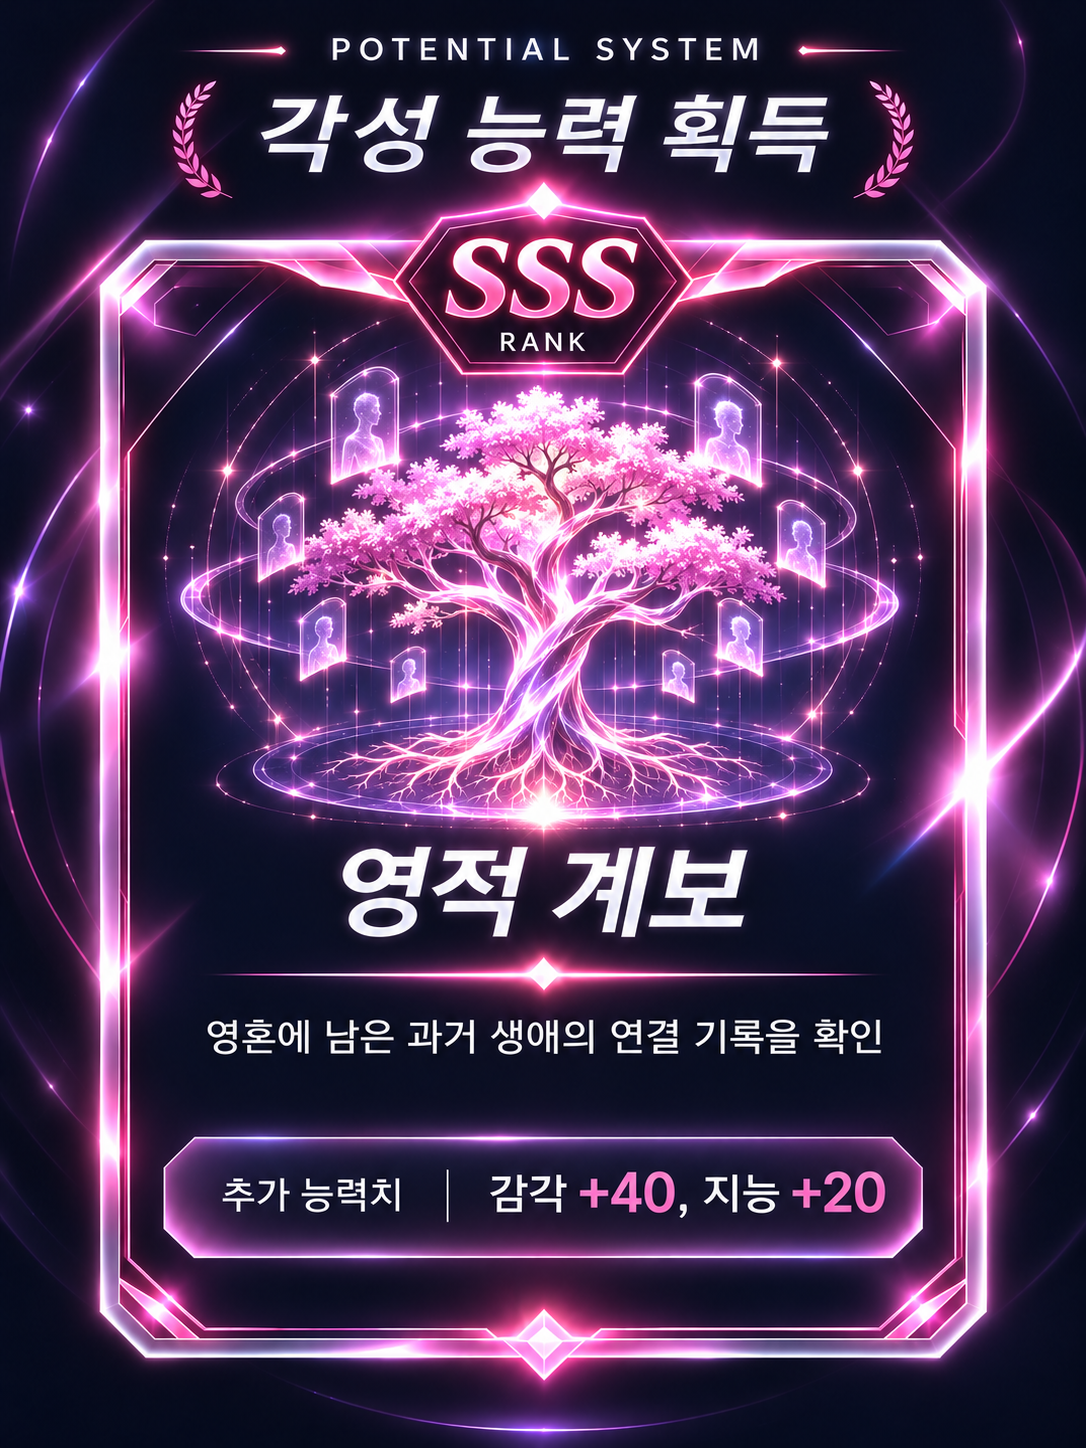 POTENTIAL SYSTEM
각성 능력 획득
SSS
RANK
영적 계보
영혼에 남은 과거 생애의 연결 기록을 확인
추가 능력치 감각 +40, 지능 +20